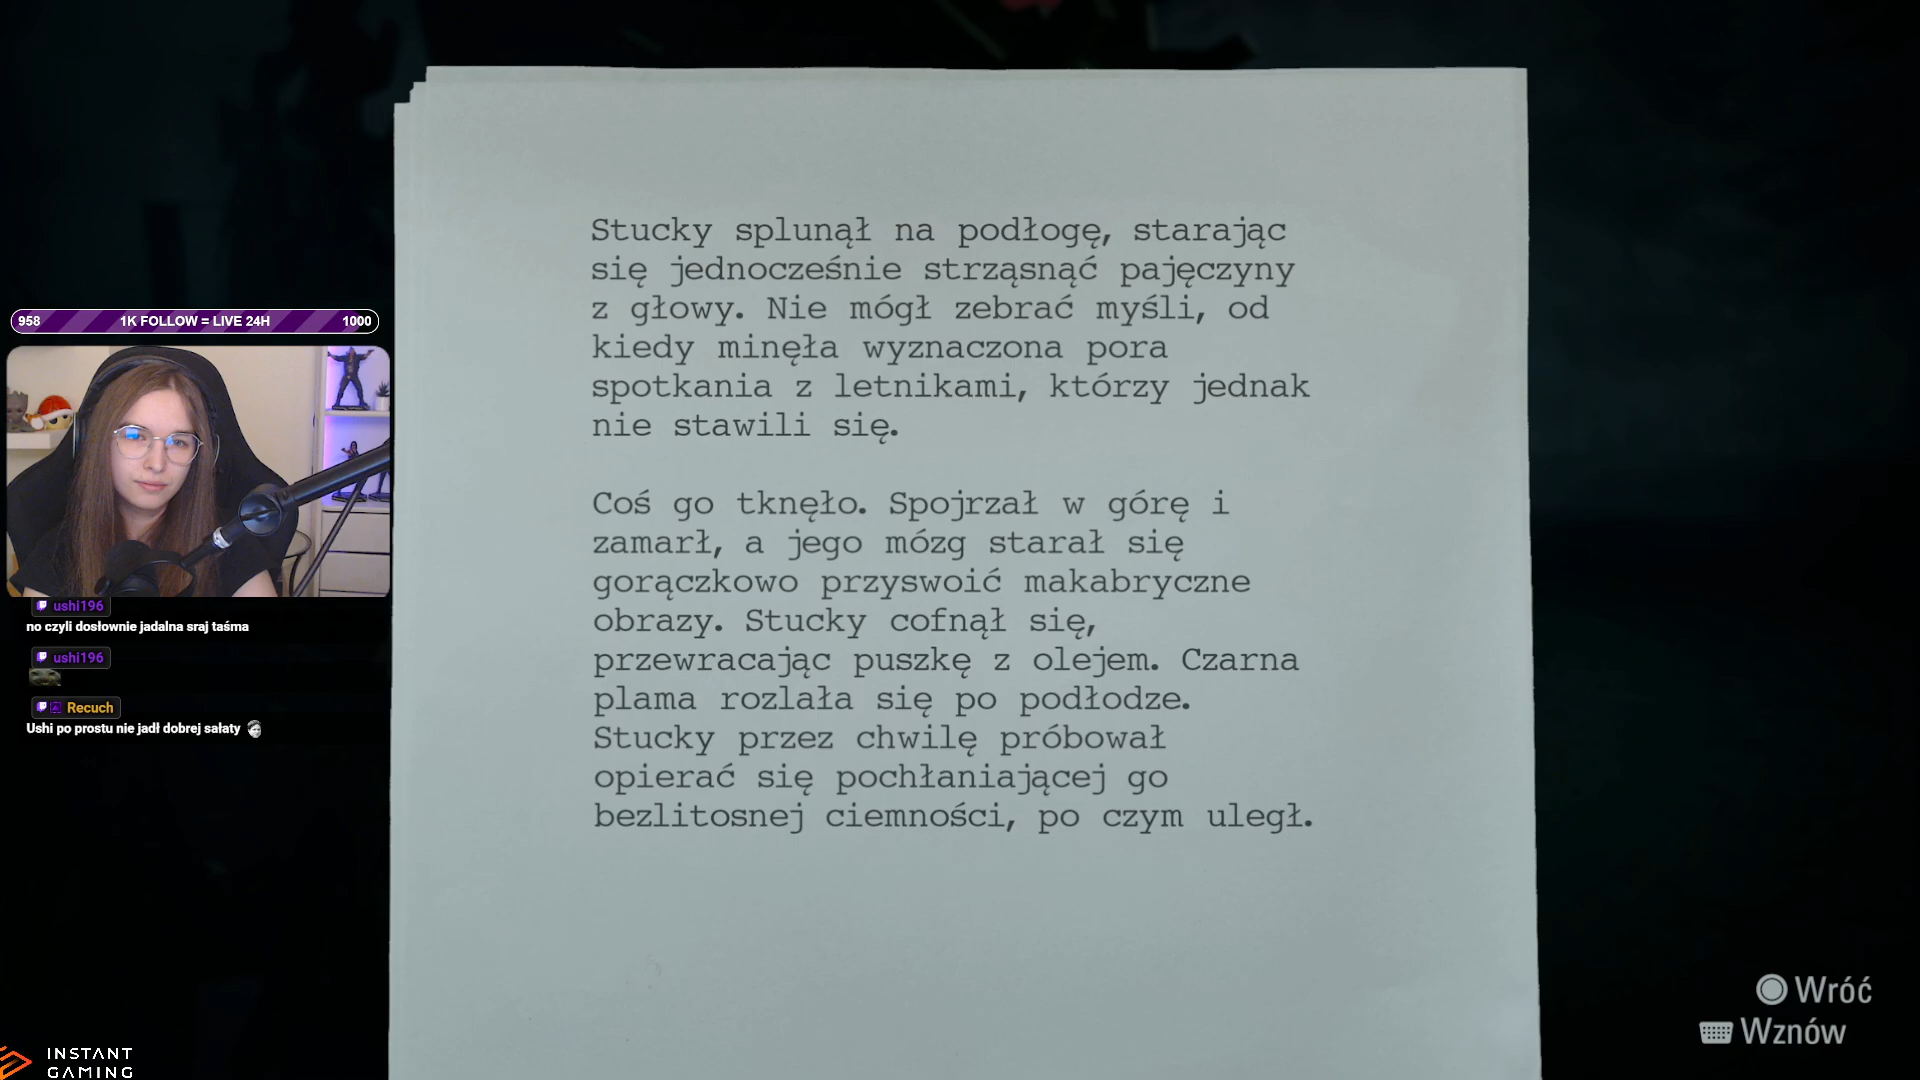 Stucky splunął na podłogę, starając
się jednocześnie strząsnąć pajęczyny
z głowy. Nie mógł zebrać myśli, od
kiedy minęła wyznaczona pora
spotkania z letnikami, którzy jednak
nie stawili się.
Coś go tknęło. Spojrzał w górę i
zamarł, a jego mózg starał się
gorączkowo przyswoić makabryczne
obrazy. Stucky cofnął się,
przewracając puszkę z olejem. Czarna
plama rozlała się po podłodze.
Stucky przez chwilę próbował
opierać się pochłaniającej go
bezlitosnej ciemności, po czym uległ.
958 1K FOLLOW = LIVE 24H 1000
ushi196
no czyli dosłownie jadalna sraj taśma
ushi196
Recuch
Ushi po prostu nie jadł dobrej sałaty
INSTANT
GAMING
Wróć
Wznów